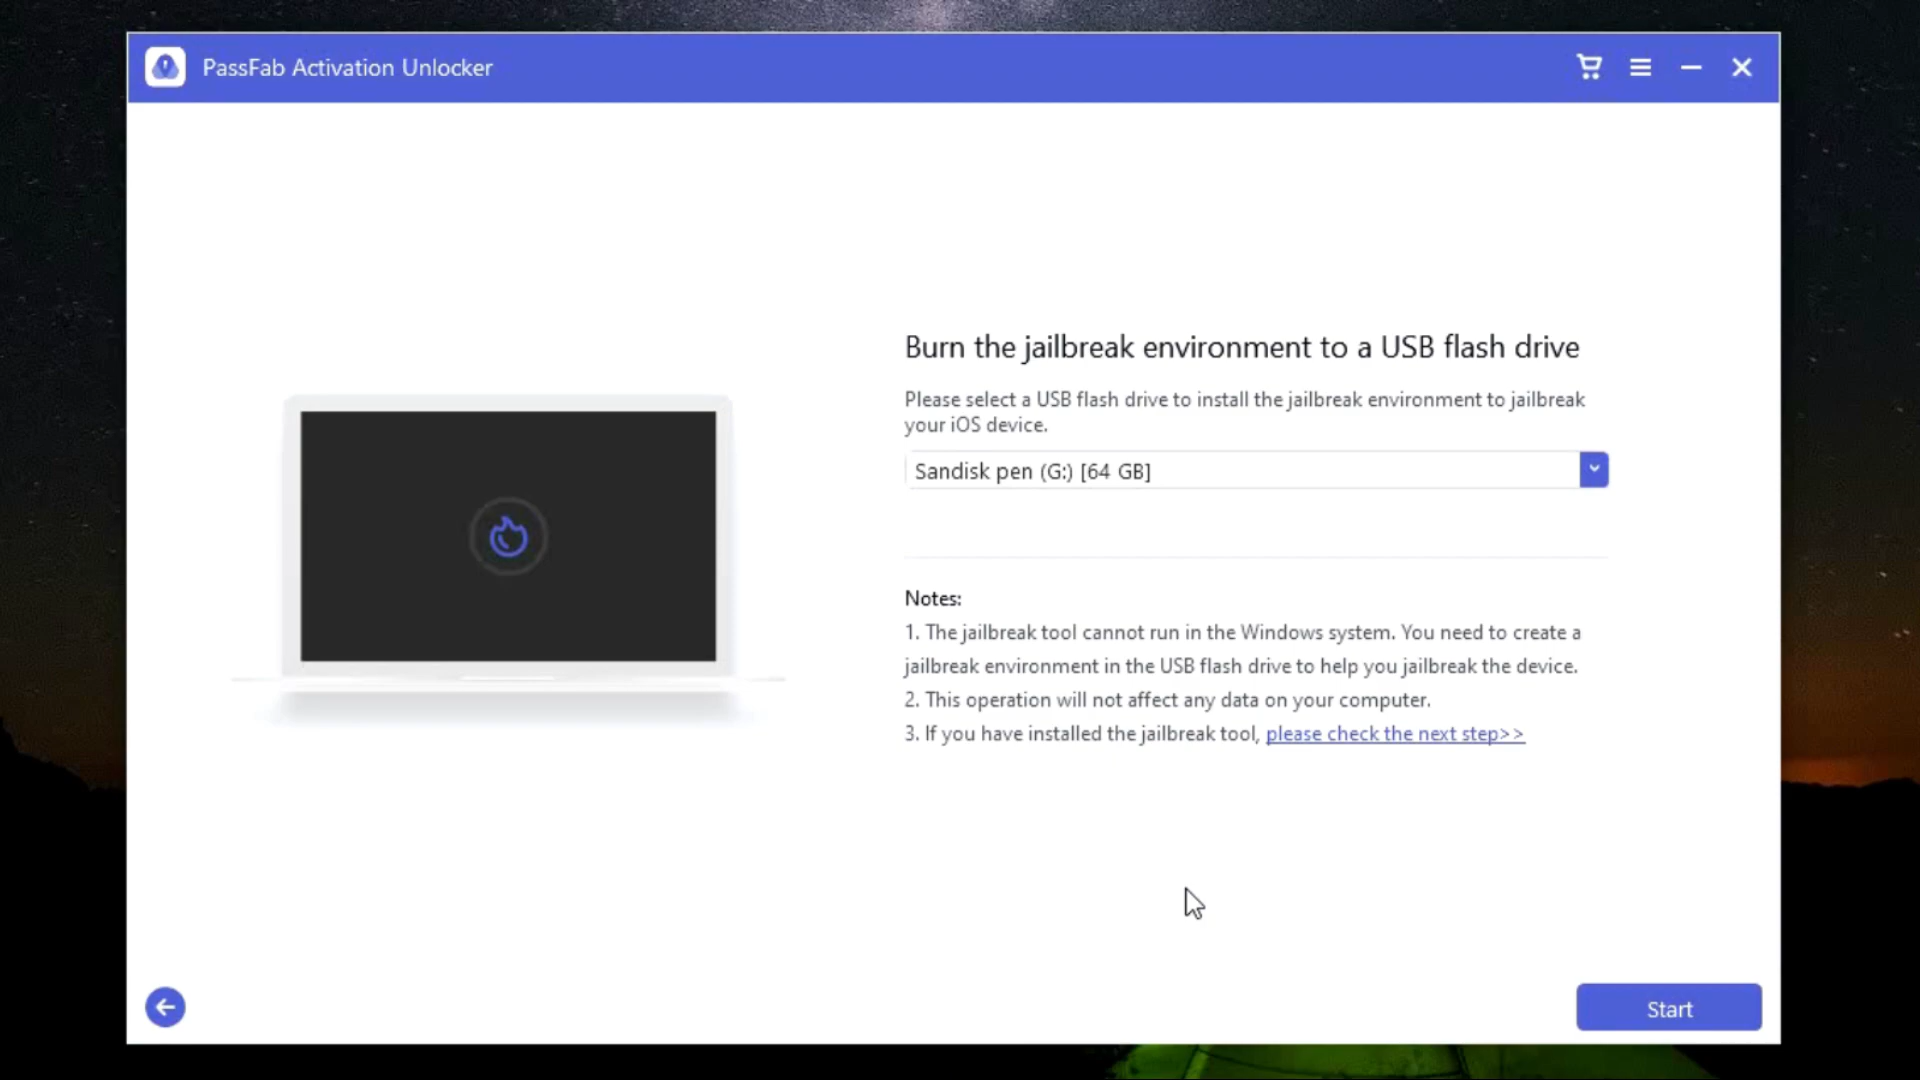 PassFab Activation Unlocker
Burn the jailbreak environment to a USB flash drive
Please select a USB flash drive to install the jailbreak environment to jailbreak
your iOS device.
Sandisk pen (G:) [64 GB]
Notes:
1. The jailbreak tool cannot run in the Windows system. You need to create a
jailbreak environment in the USB flash drive to help you jailbreak the device.
2. This operation will not affect any data on your computer.
3. If you have installed the jailbreak tool, please check the next step>>
Start